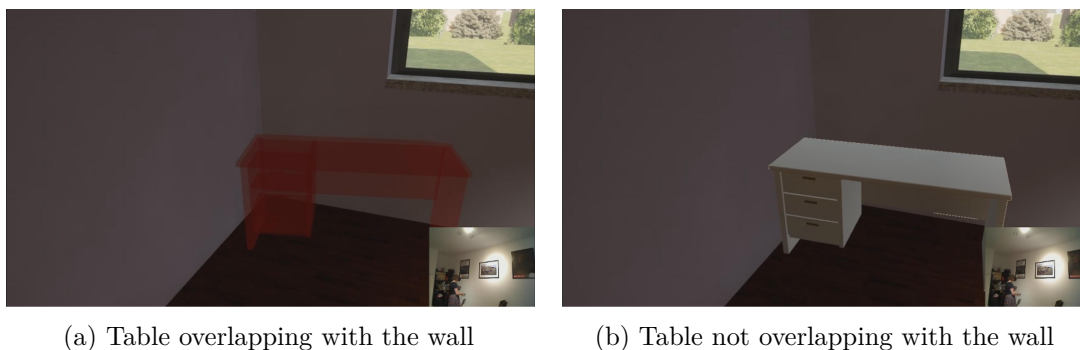 (a) Table overlapping with the wall
(b) Table not overlapping with the wall